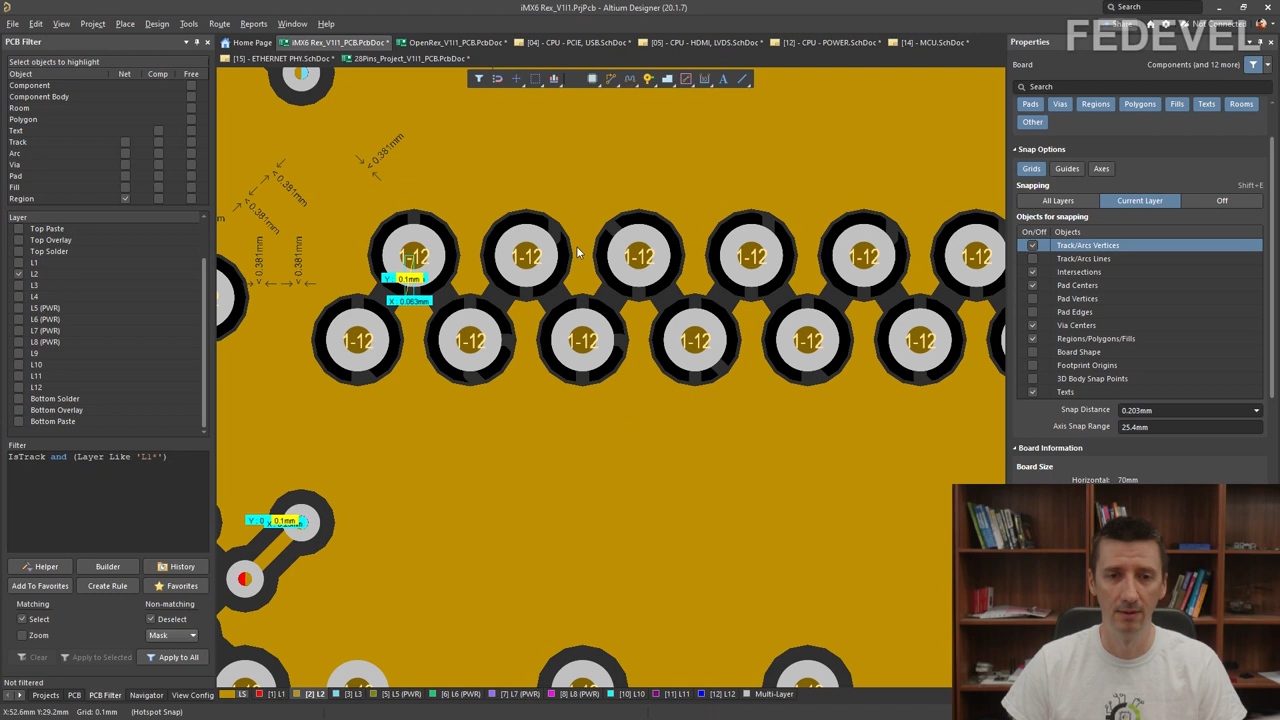 iMX6 Rex_V1I1.PrjPcb - Altium Designer (20.1.7)
Search
File Edit View Project Place Design Tools Route Reports Window Help
Share
Not Connected
FEDEVEL
PCB Filter
Home Page
iMX6 Rex_V1I1_PCB.PcbDoc *
OpenRex_V1I1_PCB.PcbDoc *
[04] - CPU - PCIE, USB.SchDoc *
[05] - CPU - HDMI, LVDS.SchDoc *
[12] - CPU - POWER.SchDoc *
[14] - MCU.SchDoc *
[15] - ETHERNET PHY.SchDoc *
28Pins_Project_V1I1_PCB.PcbDoc *
Select objects to highlight
Object Net Comp Free
Component
Component Body
Room
Polygon
Text
Track
Arc
Via
Pad
Fill
Region
Layer
Top Paste
Top Overlay
Top Solder
L1
L2
L3
L4
L5 (PWR)
L6 (PWR)
L7 (PWR)
L8 (PWR)
L9
L10
L11
L12
Bottom Solder
Bottom Overlay
Bottom Paste
Filter
IsTrack and (Layer Like 'L1*')
Helper Builder History
Add To Favorites Create Rule Favorites
Matching Non-matching
Select Deselect
Zoom Mask
Clear Apply to Selected Apply to All
Not filtered
Projects PCB PCB Filter Navigator View Config
X:52.6mm Y:29.2mm Grid: 0.1mm (Hotspot Snap)
< 0.381mm
< 0.381mm
< 0.381mm
< 0.381mm
< 0.381mm
1-12 1-12 1-12 1-12 1-12 1-12
Y : 0.1mm
X : 0.063mm
1-12 1-12 1-12 1-12 1-12 1-12
Y : 0 0.1mm
LS [1] L1 [2] L2 [3] L3 [5] L5 (PWR) [6] L6 (PWR) [7] L7 (PWR) [8] L8 (PWR) [10] L10 [11] L11 [12] L12 Multi-Layer
Properties
Board Components (and 12 more)
Search
Pads Vias Regions Polygons Fills Texts Rooms
Other
Snap Options
Grids Guides Axes
Snapping Shift+E
All Layers Current Layer Off
Objects for snapping
On/Off Objects
Track/Arcs Vertices
Track/Arcs Lines
Intersections
Pad Centers
Pad Vertices
Pad Edges
Via Centers
Regions/Polygons/Fills
Board Shape
Footprint Origins
3D Body Snap Points
Texts
Snap Distance 0.203mm
Axis Snap Range 25.4mm
Board Information
Board Size
Horizontal: 70mm